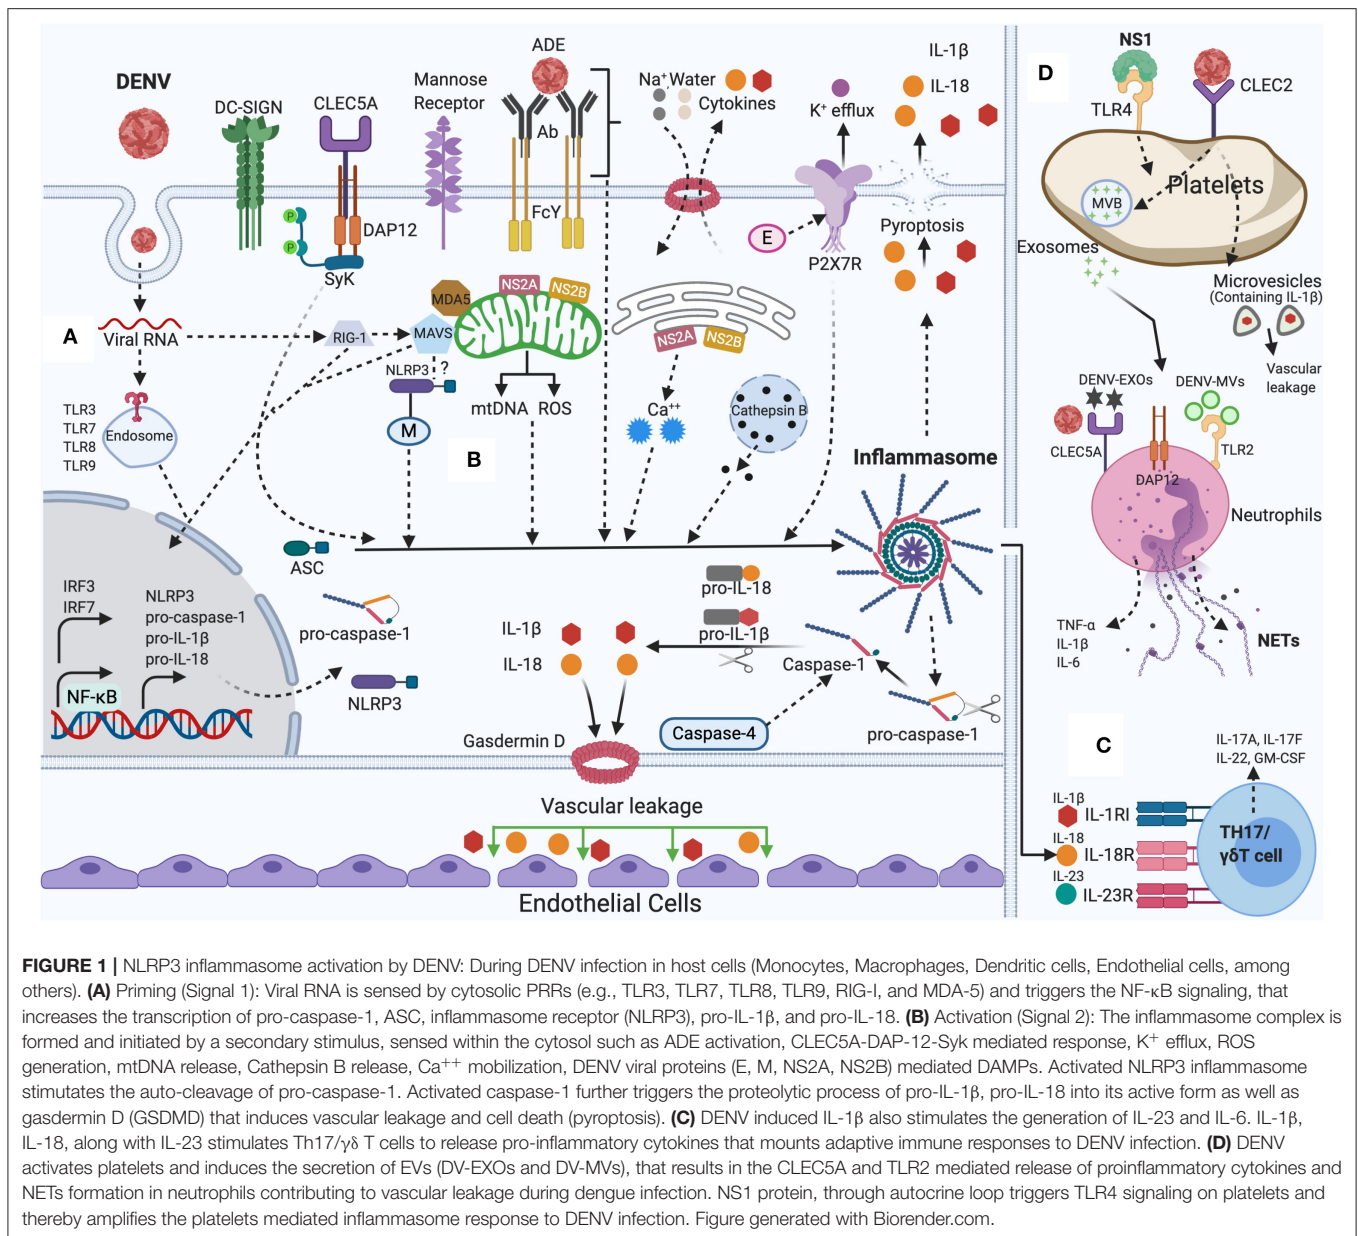 DENV
DC-SIGN
CLEC5A
Mannose
Receptor
ADE
Ab
FcY
DAP12
SyK
P
P
Na⁺,Water
Cytokines
K⁺ efflux
IL-1β
IL-18
E
P2X7R
Pyroptosis
A
Viral RNA
RIG-1
MDA5
MAVS
NS2A
NS2B
NLRP3
?
M
mtDNA
ROS
NS2A
NS2B
Ca⁺⁺
Cathepsin B
B
TLR3
TLR7
TLR8
TLR9
Endosome
Inflammasome
ASC
IRF3
IRF7
NLRP3
pro-caspase-1
pro-IL-1β
pro-IL-18
NF-κB
pro-caspase-1
NLRP3
pro-IL-18
pro-IL-1β
IL-1β
IL-18
Caspase-1
Caspase-4
pro-caspase-1
Gasdermin D
Vascular leakage
Endothelial Cells
D
NS1
TLR4
CLEC2
Platelets
MVB
Exosomes
Microvesicles
(Containing IL-1β)
Vascular
leakage
DENV-EXOs
DENV-MVs
CLEC5A
DAP12
TLR2
Neutrophils
TNF-α
IL-1β
IL-6
NETs
C
IL-17A, IL-17F
IL-22, GM-CSF
IL-1β
IL-1RI
IL-18
IL-18R
IL-23
IL-23R
TH17/
γδT cell
FIGURE 1 | NLRP3 inflammasome activation by DENV: During DENV infection in host cells (Monocytes, Macrophages, Dendritic cells, Endothelial cells, among
others). (A) Priming (Signal 1): Viral RNA is sensed by cytosolic PRRs (e.g., TLR3, TLR7, TLR8, TLR9, RIG-I, and MDA-5) and triggers the NF-κB signaling, that
increases the transcription of pro-caspase-1, ASC, inflammasome receptor (NLRP3), pro-IL-1β, and pro-IL-18. (B) Activation (Signal 2): The inflammasome complex is
formed and initiated by a secondary stimulus, sensed within the cytosol such as ADE activation, CLEC5A-DAP-12-Syk mediated response, K⁺ efflux, ROS
generation, mtDNA release, Cathepsin B release, Ca⁺⁺ mobilization, DENV viral proteins (E, M, NS2A, NS2B) mediated DAMPs. Activated NLRP3 inflammasome
stimutates the auto-cleavage of pro-caspase-1. Activated caspase-1 further triggers the proteolytic process of pro-IL-1β, pro-IL-18 into its active form as well as
gasdermin D (GSDMD) that induces vascular leakage and cell death (pyroptosis). (C) DENV induced IL-1β also stimulates the generation of IL-23 and IL-6. IL-1β,
IL-18, along with IL-23 stimulates Th17/γδ T cells to release pro-inflammatory cytokines that mounts adaptive immune responses to DENV infection. (D) DENV
activates platelets and induces the secretion of EVs (DV-EXOs and DV-MVs), that results in the CLEC5A and TLR2 mediated release of proinflammatory cytokines and
NETs formation in neutrophils contributing to vascular leakage during dengue infection. NS1 protein, through autocrine loop triggers TLR4 signaling on platelets and
thereby amplifies the platelets mediated inflammasome response to DENV infection. Figure generated with Biorender.com.